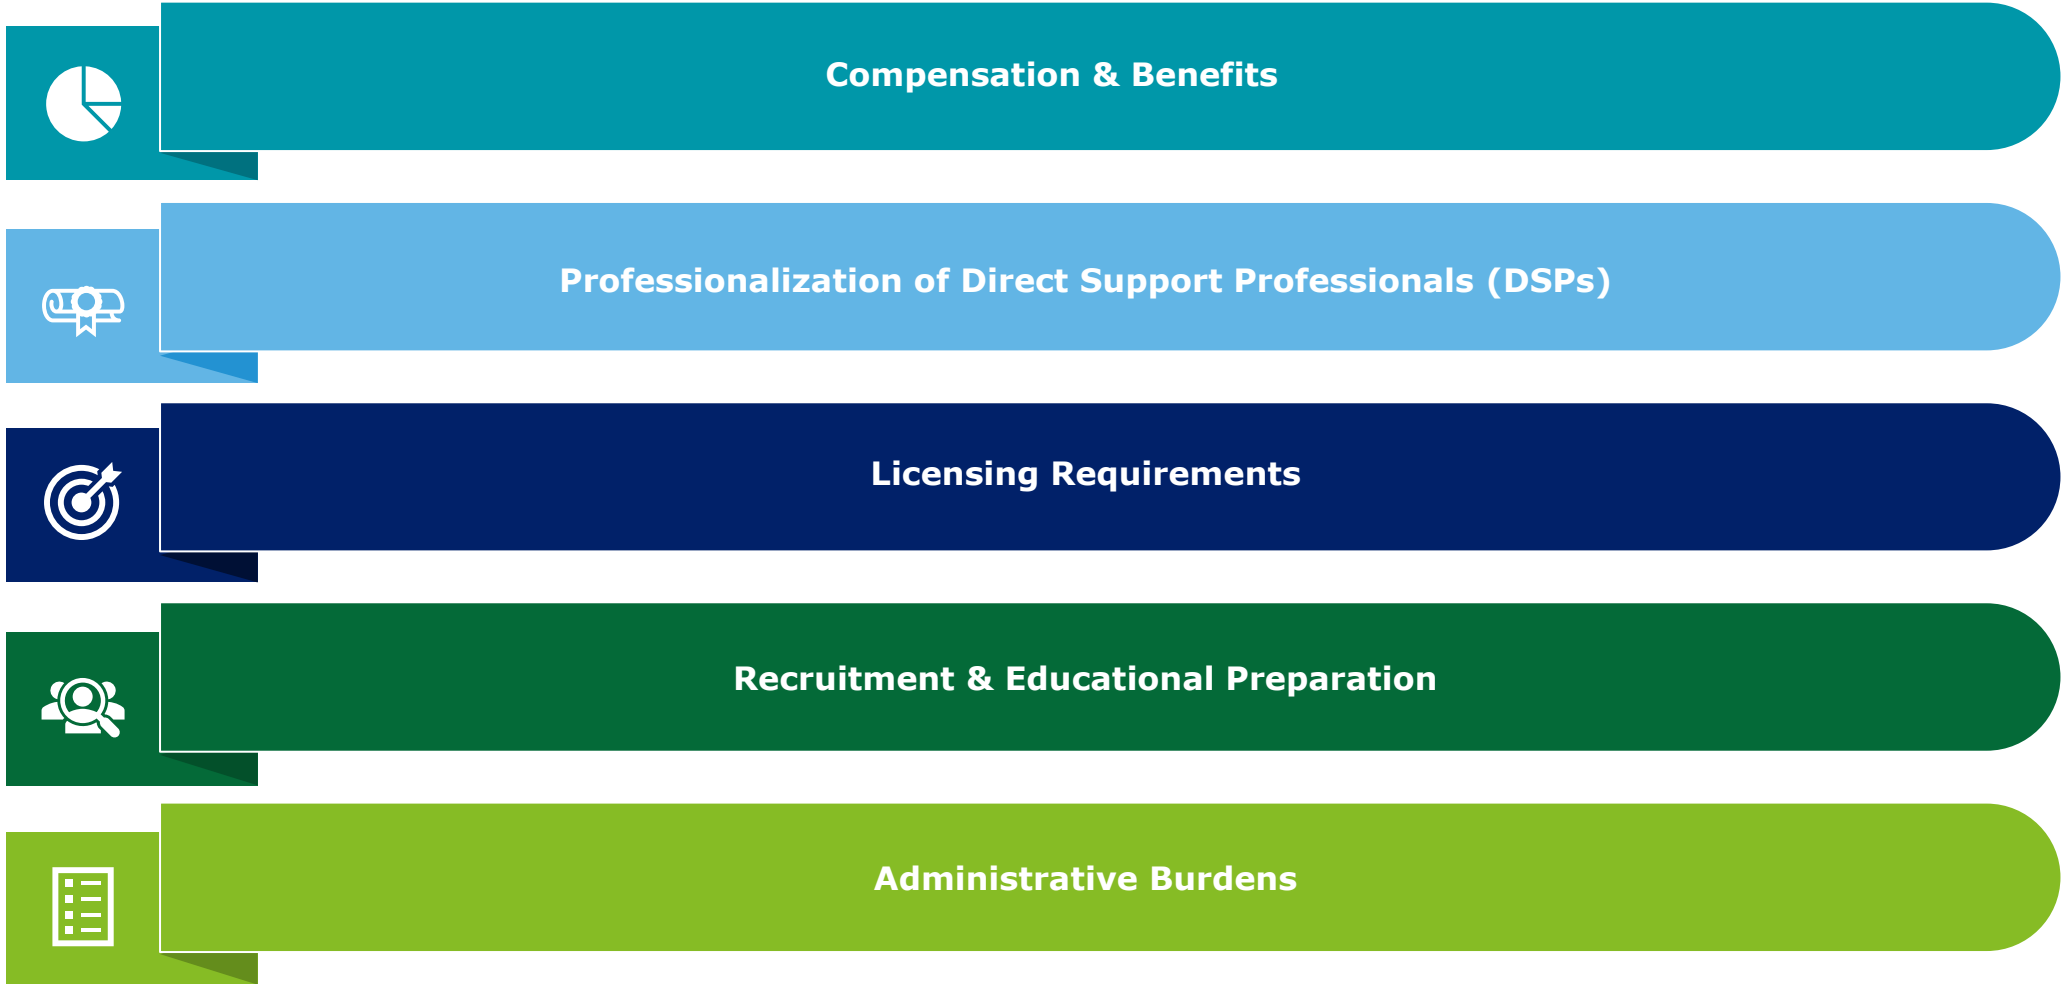 Compensation & Benefits
Professionalization of Direct Support Professionals (DSPs)
Licensing Requirements
Recruitment & Educational Preparation
Administrative Burdens